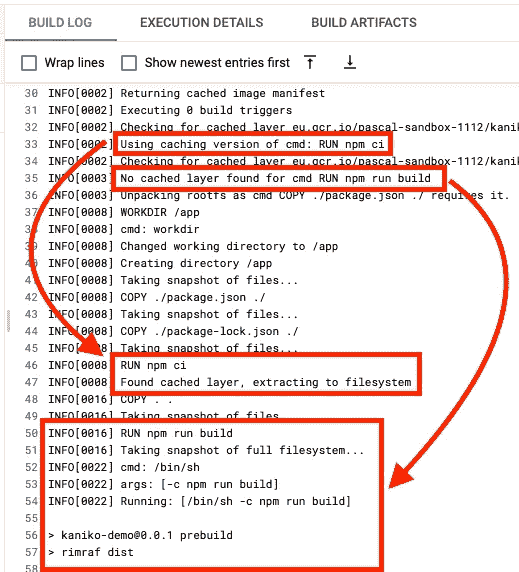 BUILD LOG EXECUTION DETAILS BUILD ARTIFACTS
Wrap lines Show newest entries first
30 INFO[0002] Returning cached image manifest
31 INFO[0002] Executing 0 build triggers
32 INFO[0002] Checking for cached layer eu.gcr.io/pascal-sandbox-1112/kanik
33 INFO[0002] Using caching version of cmd: RUN npm ci
34 INFO[0002] Checking for cached layer eu.gcr.io/pascal-sandbox-1112/kanik
35 INFO[0003] No cached layer found for cmd RUN npm run build
36 INFO[0003] Unpacking rootfs as cmd COPY ./package.json ./ requires it.
37 INFO[0008] WORKDIR /app
38 INFO[0008] cmd: workdir
39 INFO[0008] Changed working directory to /app
40 INFO[0008] Creating directory /app
41 INFO[0008] Taking snapshot of files...
42 INFO[0008] COPY ./package.json ./
43 INFO[0008] Taking snapshot of files...
44 INFO[0008] COPY ./package-lock.json ./
45 INFO[0008] Taking snapshot of files...
46 INFO[0008] RUN npm ci
47 INFO[0008] Found cached layer, extracting to filesystem
48 INFO[0016] COPY . .
49 INFO[0016] Taking snapshot of files...
50 INFO[0016] RUN npm run build
51 INFO[0016] Taking snapshot of full filesystem...
52 INFO[0022] cmd: /bin/sh
53 INFO[0022] args: [-c npm run build]
54 INFO[0022] Running: [/bin/sh -c npm run build]
55
56 > kaniko-demo@0.0.1 prebuild
57 > rimraf dist
58